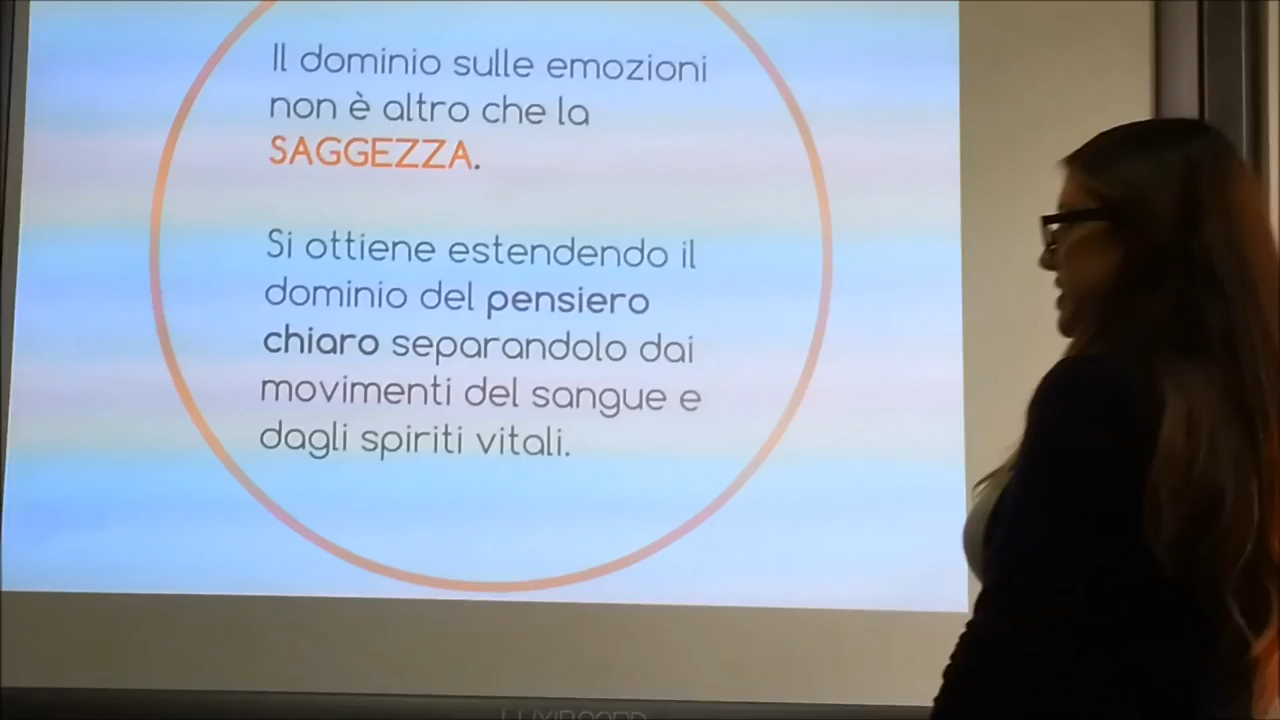 Il dominio sulle emozioni
non è altro che la
SAGGEZZA.
Si ottiene estendendo il
dominio del pensiero
chiaro separandolo dai
movimenti del sangue e
dagli spiriti vitali.